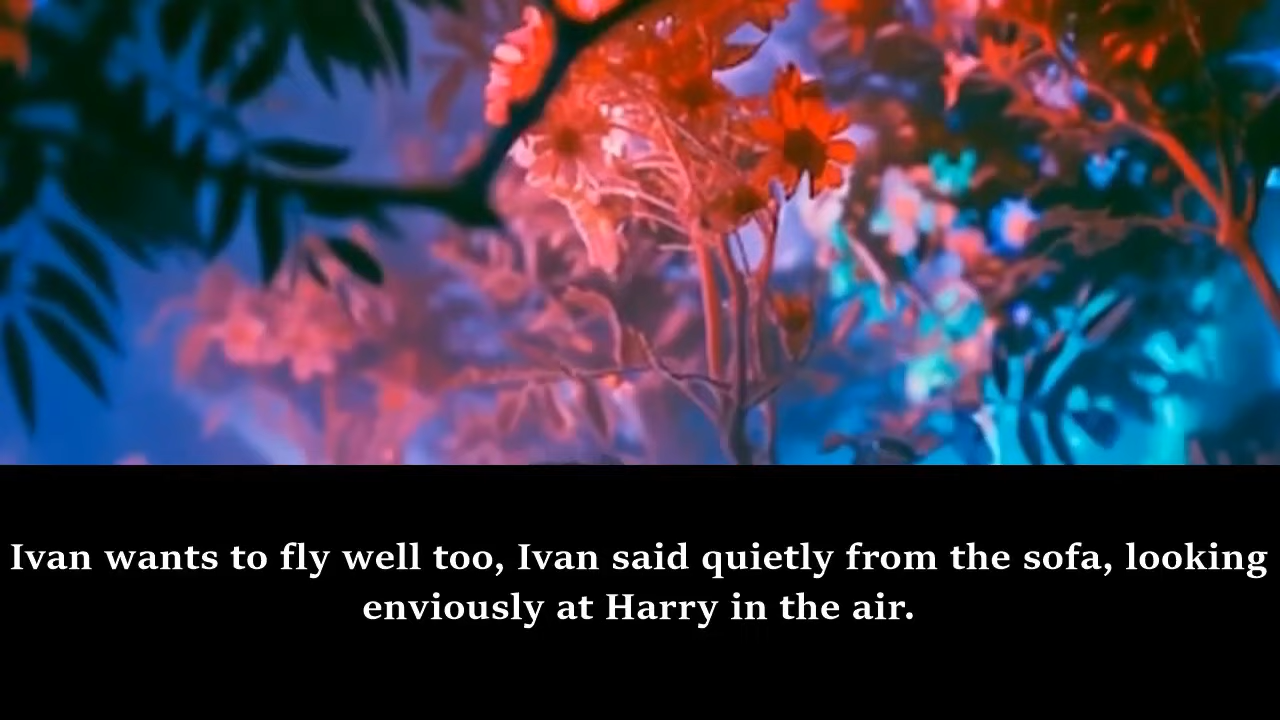 Ivan wants to fly well too, Ivan said quietly from the sofa, looking
enviously at Harry in the air.